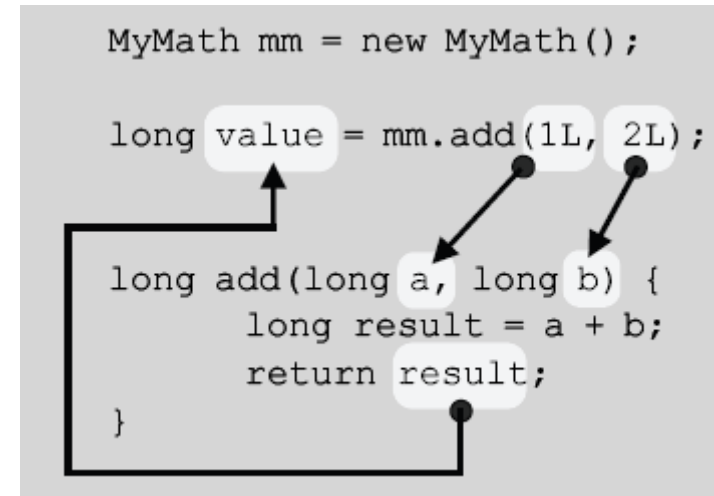 MyMath mm = new MyMath();
long value = mm.add(1L, 2L);
long add(long a, long b) {
long result = a + b;
return result;
}